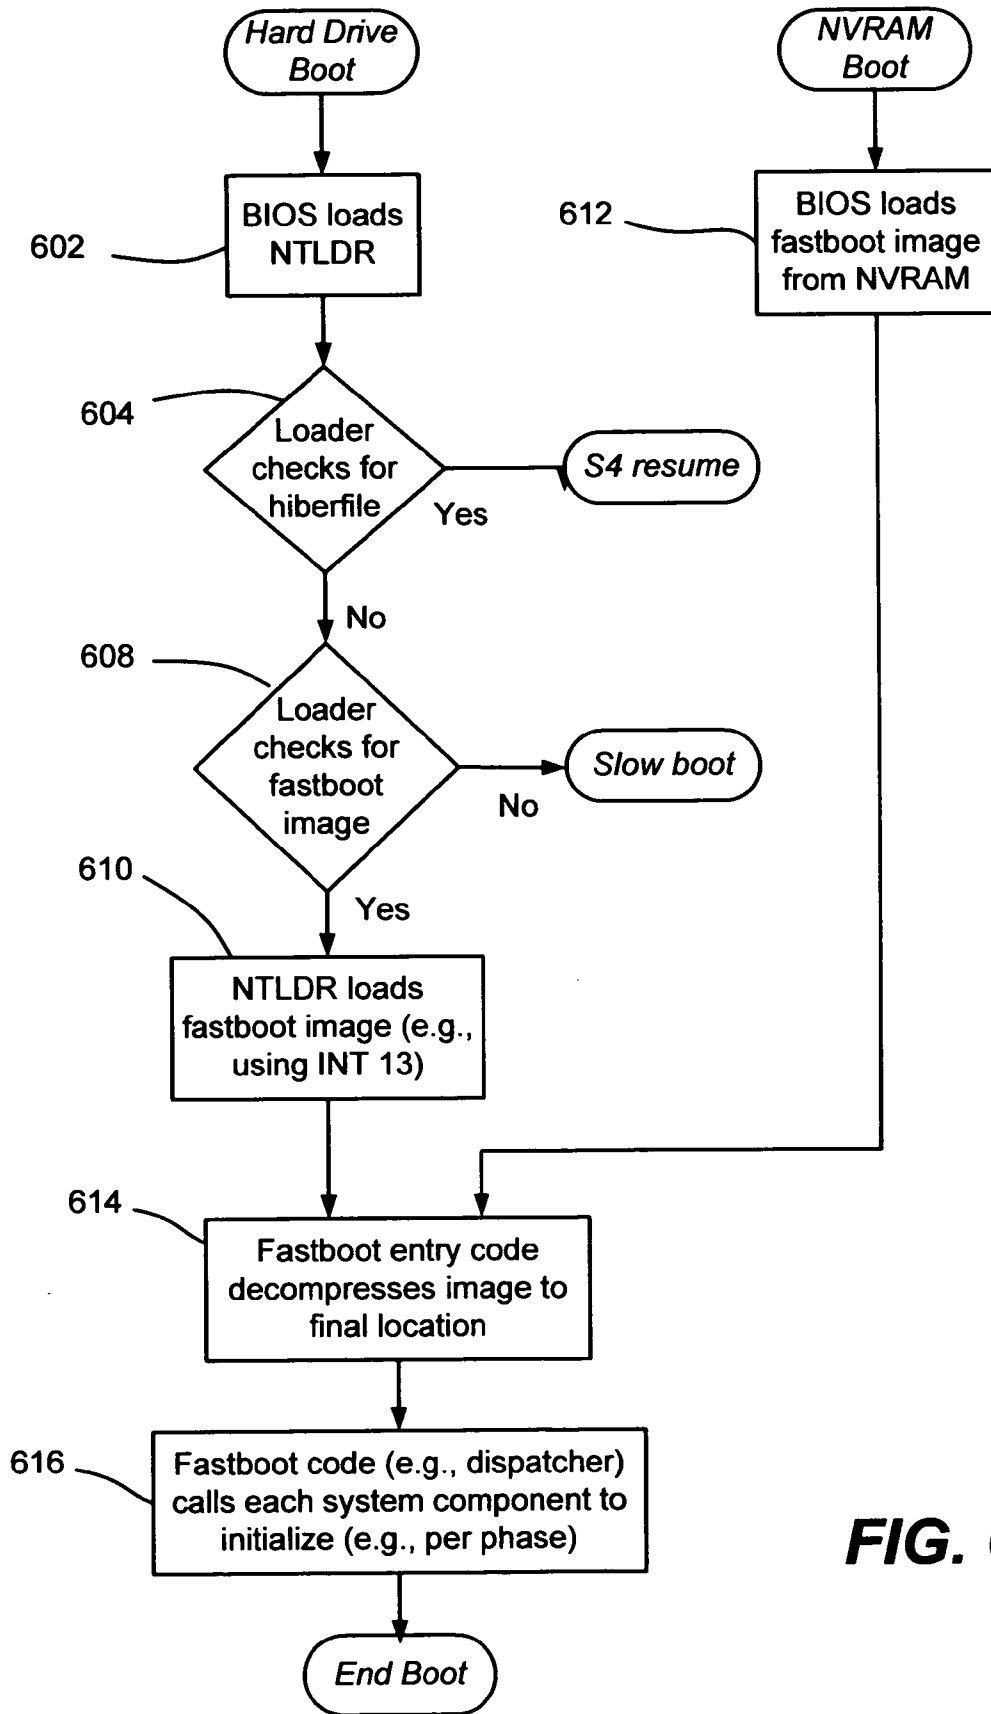 Hard Drive
Boot
NVRAM
Boot
602
BIOS loads
NTLDR
612
BIOS loads
fastboot image
from NVRAM
604
Loader
checks for
hiberfile
Yes
S4 resume
No
608
Loader
checks for
fastboot
image
No
Slow boot
610
Yes
NTLDR loads
fastboot image (e.g.,
using INT 13)
614
Fastboot entry code
decompresses image to
final location
616
Fastboot code (e.g., dispatcher)
calls each system component to
initialize (e.g., per phase)
FIG.
End Boot